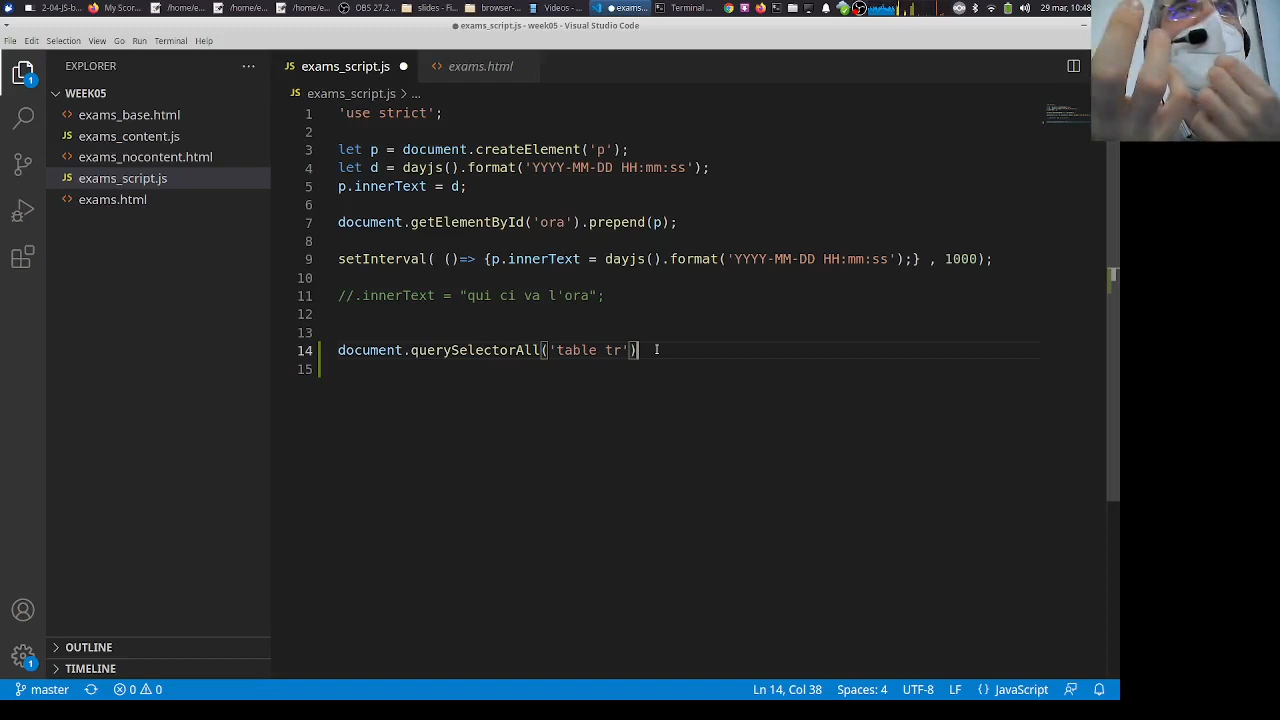 2-04-JS-b... My Scor... /home/e... /home/e... /home/e... OBS 27.2... slides - Fi... browser-... Videos - ... exams... Terminal ... 29 mar, 10:48
exams_script.js - week05 - Visual Studio Code
File Edit Selection View Go Run Terminal Help
EXPLORER
WEEK05
exams_base.html
JS exams_content.js
exams_nocontent.html
JS exams_script.js
exams.html
OUTLINE
TIMELINE
JS exams_script.js
exams.html
JS exams_script.js > ...
1 'use strict';
2
3 let p = document.createElement('p');
4 let d = dayjs().format('YYYY-MM-DD HH:mm:ss');
5 p.innerText = d;
6
7 document.getElementById('ora').prepend(p);
8
9 setInterval( ()=> {p.innerText = dayjs().format('YYYY-MM-DD HH:mm:ss');} , 1000);
10
11 //.innerText = "qui ci va l'ora";
12
13
14 document.querySelectorAll('table tr')
15
1
1
master 0 0 Ln 14, Col 38 Spaces: 4 UTF-8 LF {} JavaScript